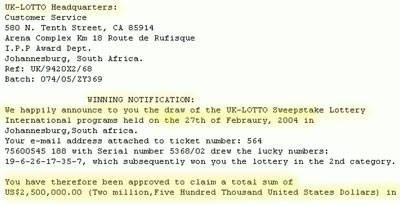 UK-LOTTO Headquarters:
Customer Service
580 N. Tenth Street, CA 85914
Arena Complex Km 18 Route de Rufisque
I.P.P Award Dept.
Johannesburg, South Africa.
Ref: UK/9420X2/68
Batch: 074/05/ZY369
WINNING NOTIFICATION:
We happily announce to you the draw of the UK-LOTTO Sweepstake Lottery
International programs held on the 27th of Febraury, 2004 in
Johannesburg,South africa.
Your e-mail address attached to ticket number: 564
75600545 188 with Serial number 5368/02 drew the lucky numbers:
19-6-26-17-35-7, which subsequently won you the lottery in the 2nd category.
You have therefore been approved to claim a total sum of
US$2,500,000.00 (Two million,Five Hundred Thousand United States Dollars) in